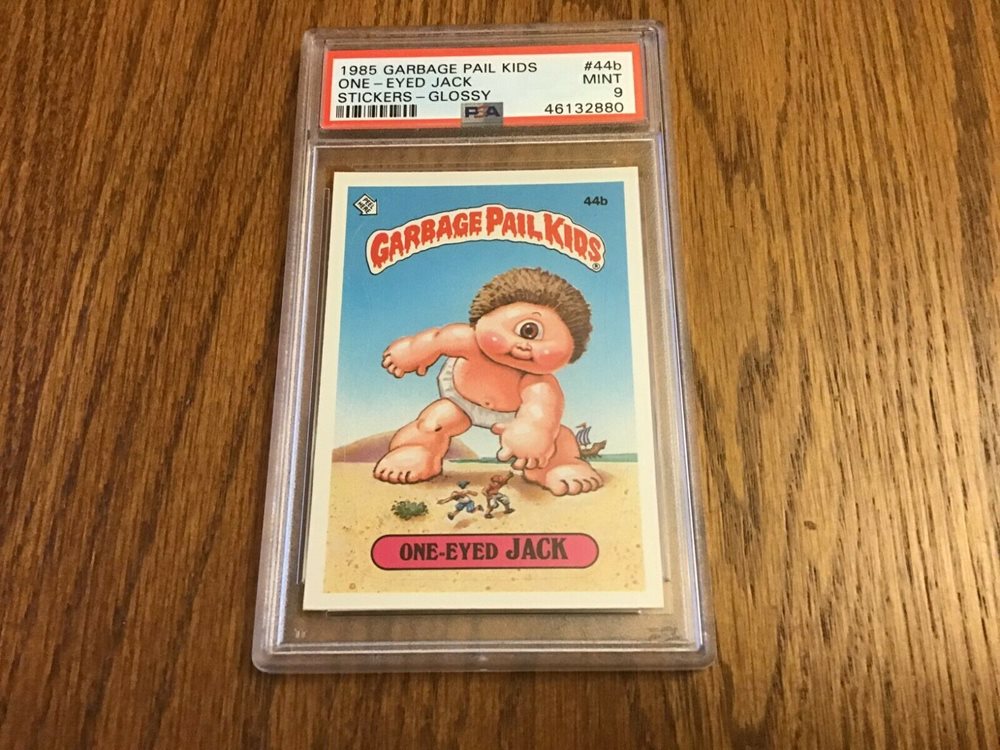 1985 GARBAGE PAIL KIDS #44b
ONE-EYED JACK MINT
STICKERS-GLOSSY 9
PSA 46132880
44b
GARBAGE PAIL KIDS®
ONE-EYED JACK